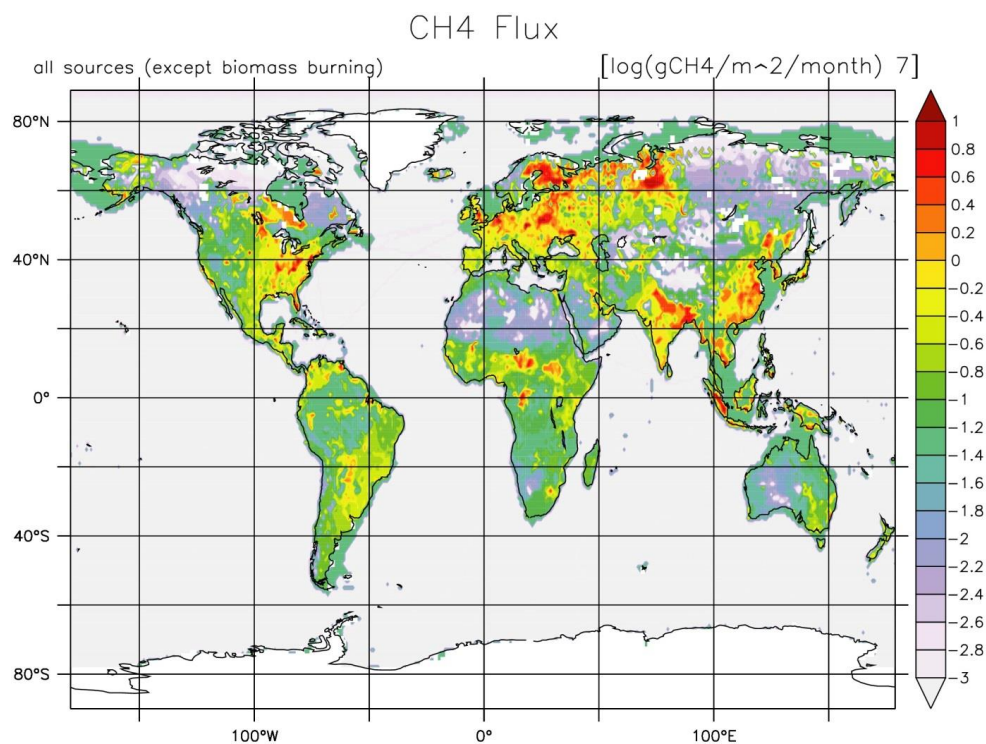 CH4 Flux
all sources (except biomass burning)
[log(gCH4/m^2/month) 7]
80°N
40°N
0°
40°S
80°S
100°W
0°
100°E
1
0.8
0.6
0.4
0.2
0
−0.2
−0.4
−0.6
−0.8
−1
−1.2
−1.4
−1.6
−1.8
−2
−2.2
−2.4
−2.6
−2.8
−3